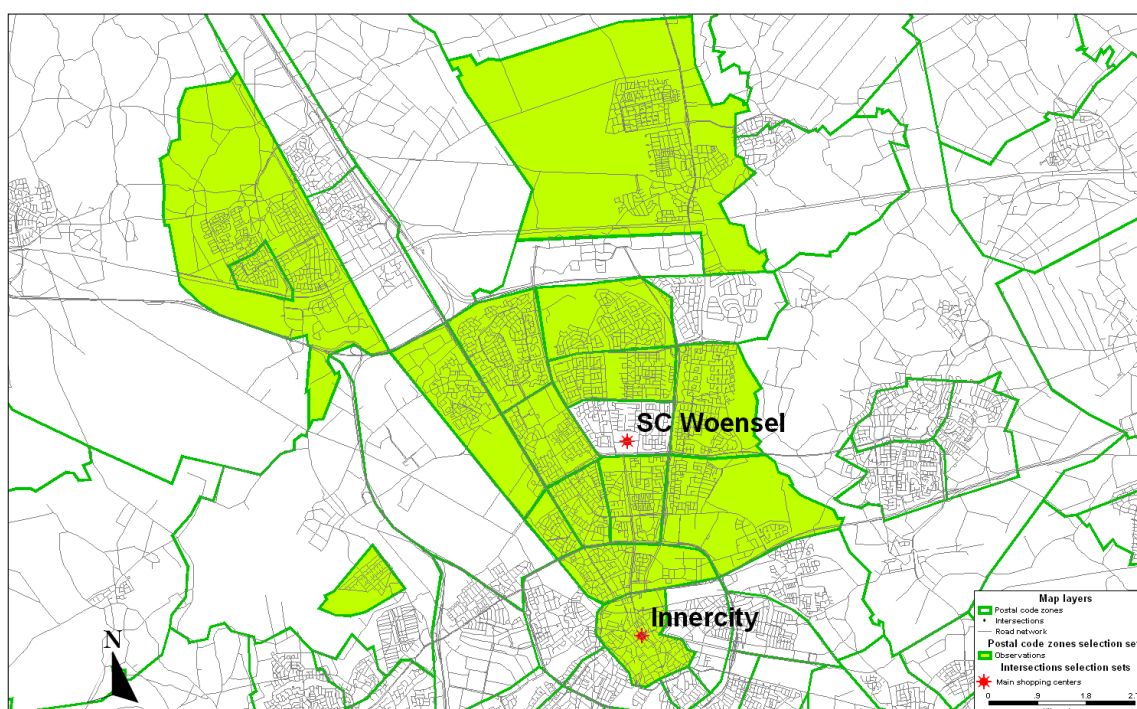 SC Woensel
Innercity
N
Map layers
Postal code zones
Intersections
Road network
Postal code zones selection set
Observations
Intersections selection sets
Main shopping centers
0 .9 1.8